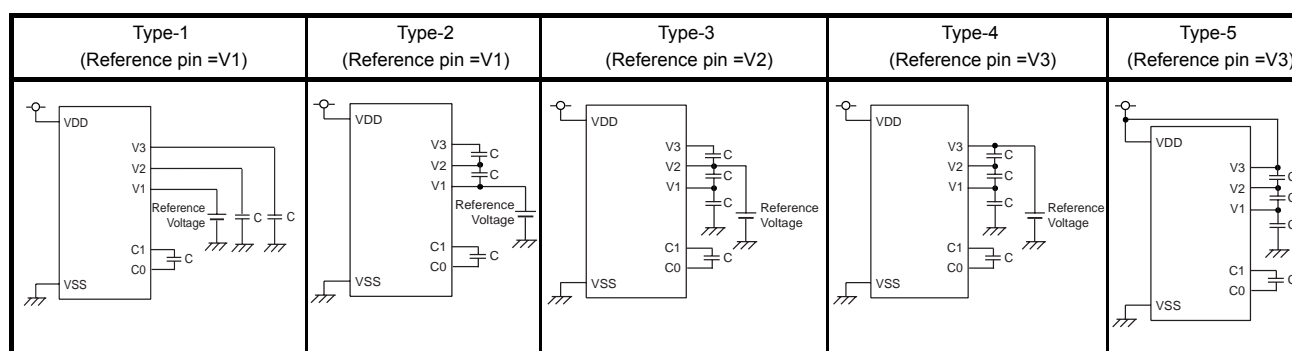 Type-1
(Reference pin =V1)
Type-2
(Reference pin =V1)
Type-3
(Reference pin =V2)
Type-4
(Reference pin =V3)
Type-5
(Reference pin =V3)
VDD
V3
V2
V1
Reference
Voltage
C
C
C1
C0
C
VSS
VDD
V3
C
V2
C
V1
Reference
Voltage
C1
C
C0
VSS
VDD
V3
C
V2
C
V1
C
Reference
Voltage
C1
C
C0
VSS
VDD
V3
C
V2
C
V1
C
Reference
Voltage
C1
C
C0
VSS
VDD
V3
C
V2
C
V1
C
C1
C
C0
VSS